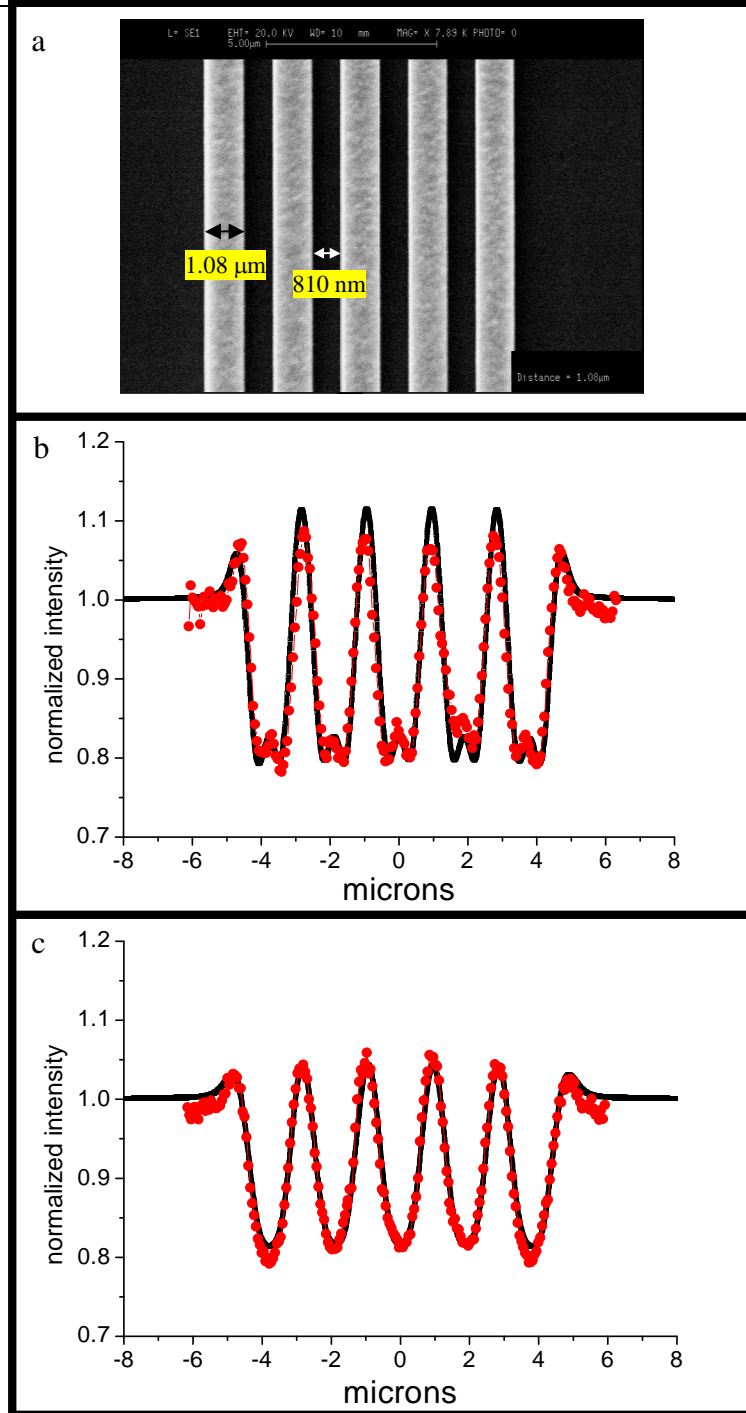 a
L= SE1 EHT= 20.0 KV WD= 10 mm MAG= X 7.89 K PHOTO= 0
5.00µm
1.08 µm
810 nm
Distance = 1.08µm
b
1.2
1.1
1.0
0.9
0.8
0.7
normalized intensity
-8 -6 -4 -2 0 2 4 6 8
microns
c
1.2
1.1
1.0
0.9
0.8
0.7
normalized intensity
-8 -6 -4 -2 0 2 4 6 8
microns